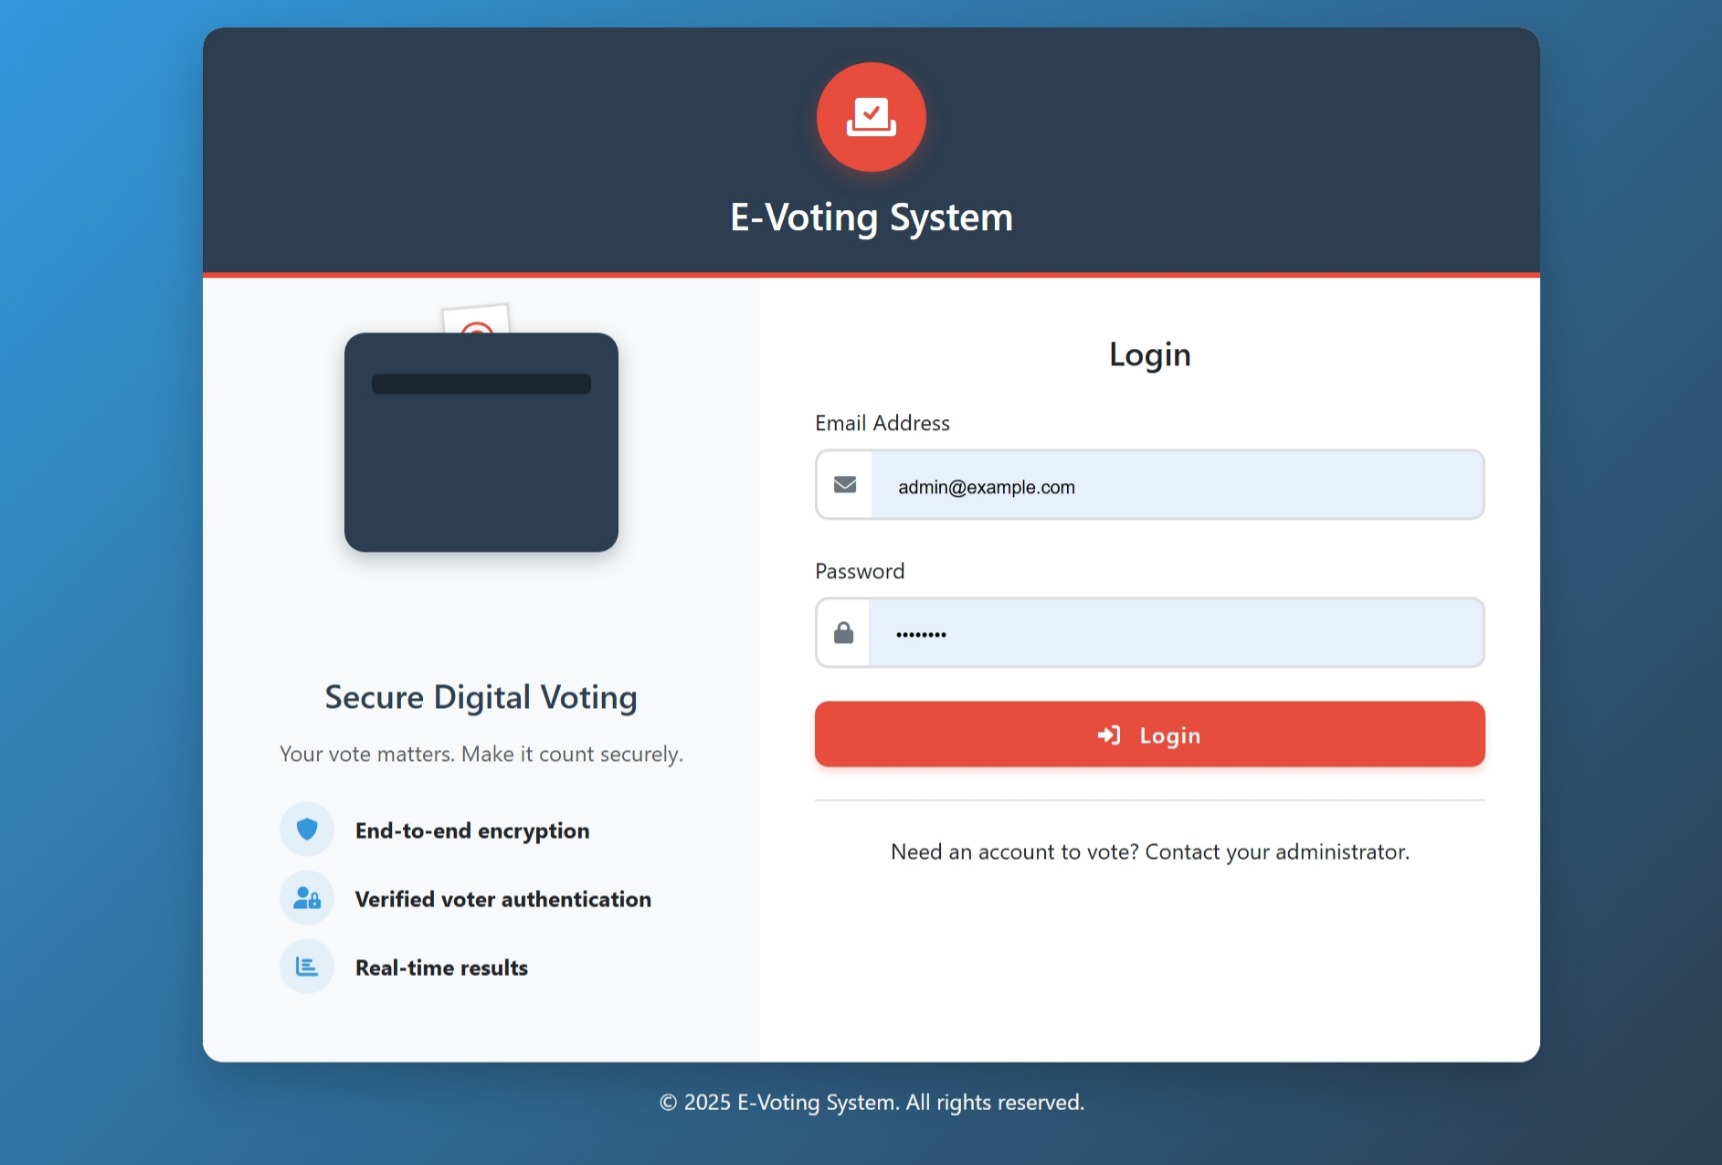 E-Voting System
Secure Digital Voting
Your vote matters. Make it count securely.
End-to-end encryption
Verified voter authentication
Real-time results
Login
Email Address
admin@example.com
Password
••••••••
Login
Need an account to vote? Contact your administrator.
© 2025 E-Voting System. All rights reserved.